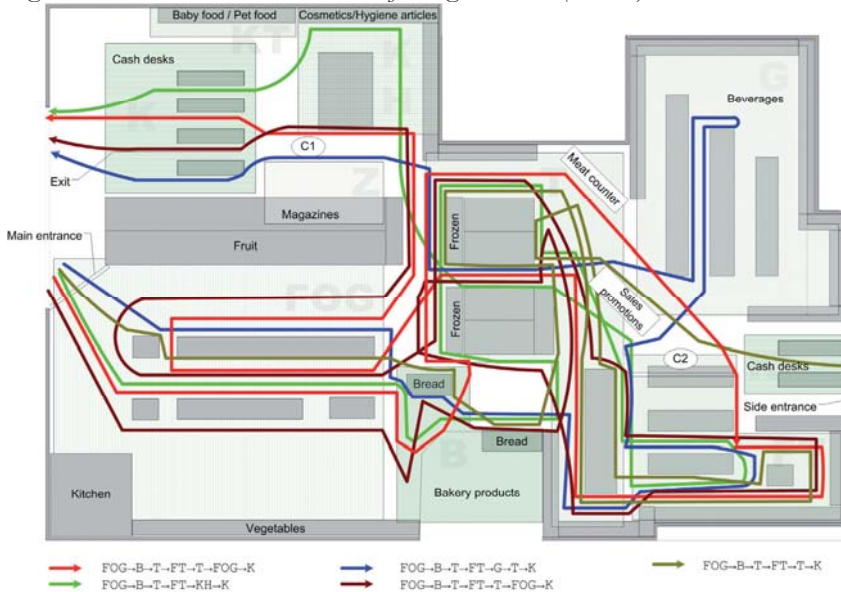 Baby food / Pet food
Cosmetics/Hygiene articles
KT
Cash desks
K
H
G
Beverages
K
C1
Meat counter
Exit
Z
Magazines
Frozen
Main entrance
Fruit
FOG
Sales
promotions
Frozen
C2
Bread
Cash desks
Side entrance
Bread
B
Kitchen
Bakery products
Vegetables
FOG→B→T→FT→T→FOG→K
FOG→B→T→FT→G→T→K
FOG→B→T→FT→T→K
FOG→B→T→FT→KH→K
FOG→B→T→FT→T→FOG→K